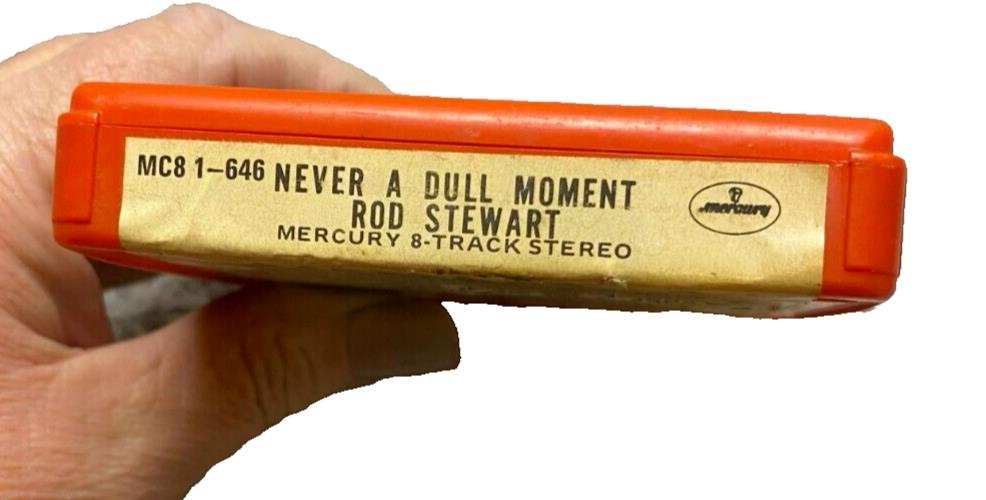 MC8 1-646 NEVER A DULL MOMENT
ROD STEWART
MERCURY 8-TRACK STEREO
mercury